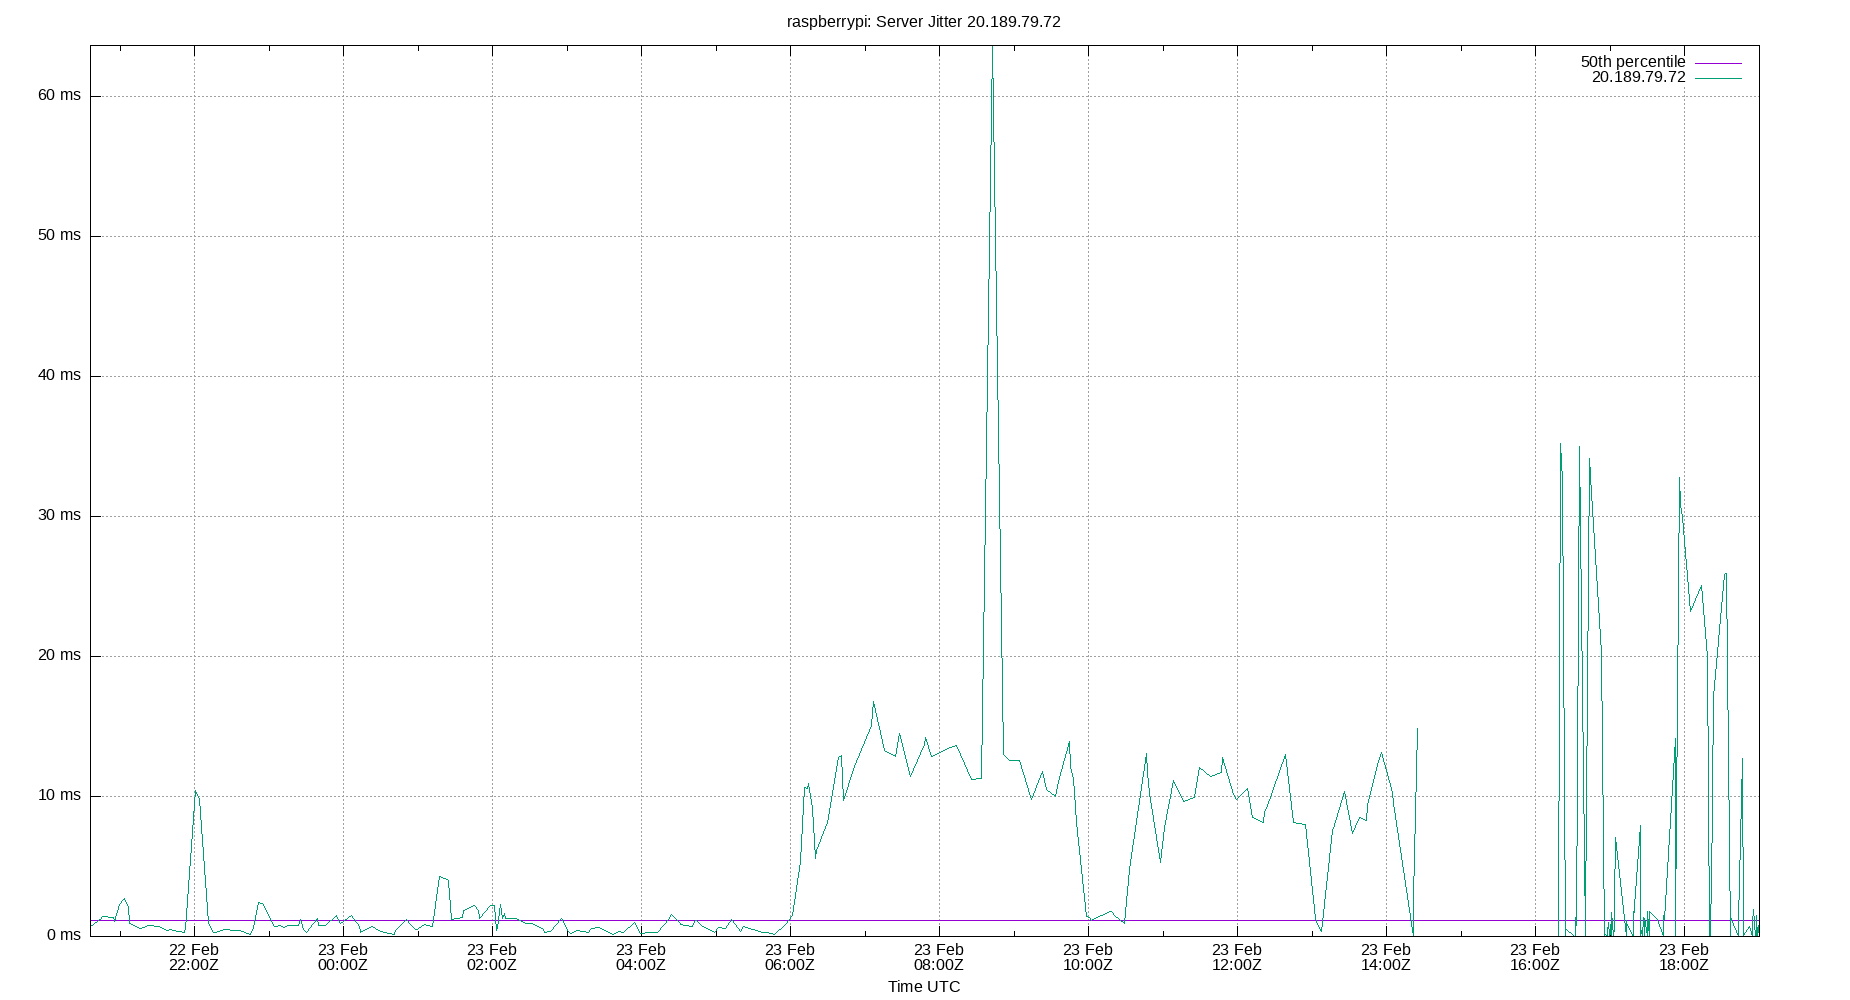 raspberrypi: Server Jitter 20.189.79.72
50th percentile
20.189.79.72
60 ms
50 ms
40 ms
30 ms
20 ms
10 ms
0 ms
22 Feb 23 Feb 23 Feb 23 Feb 23 Feb 23 Feb 23 Feb 23 Feb 23 Feb 23 Feb 23 Feb
22:00Z 00:00Z 02:00Z 04:00Z 06:00Z 08:00Z 10:00Z 12:00Z 14:00Z 16:00Z 18:00Z
Time UTC